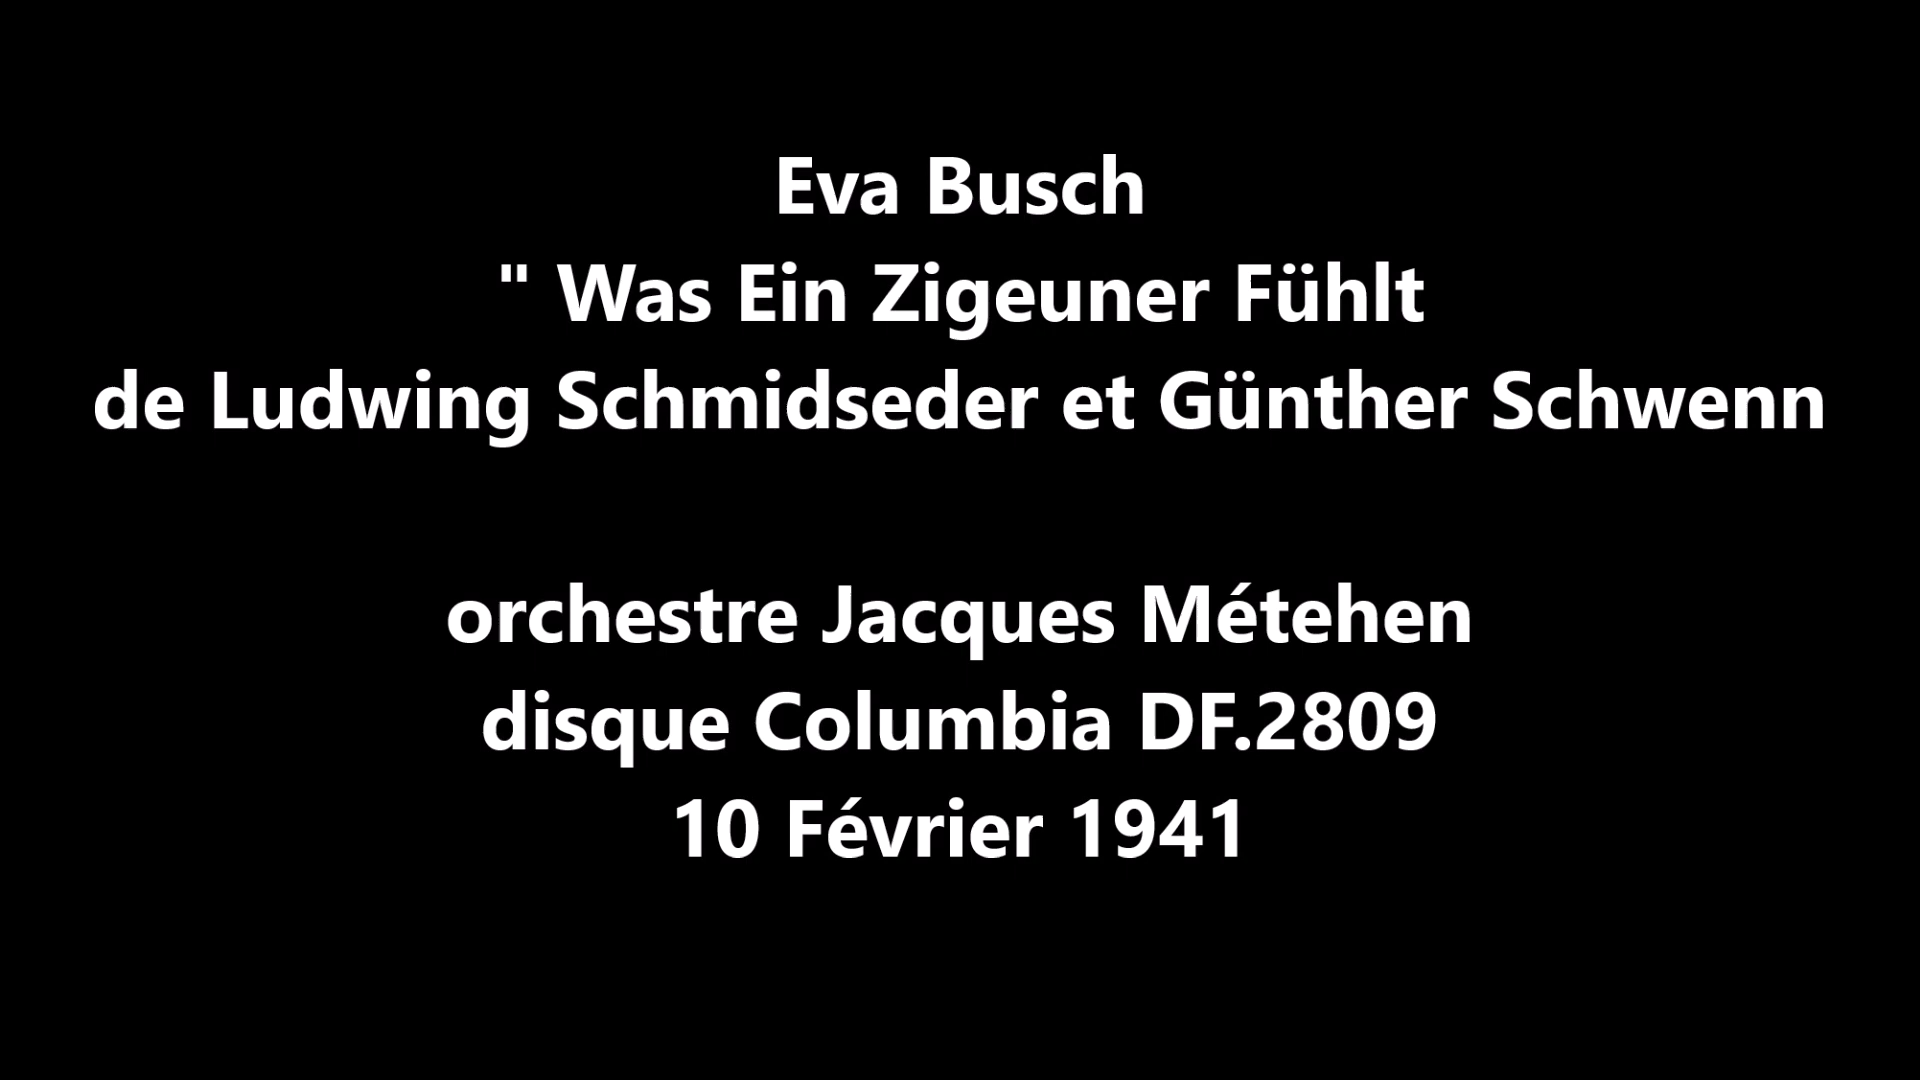 Eva Busch
" Was Ein Zigeuner Fühlt
de Ludwing Schmidseder et Günther Schwenn
orchestre Jacques Métehen
disque Columbia DF.2809
10 Février 1941